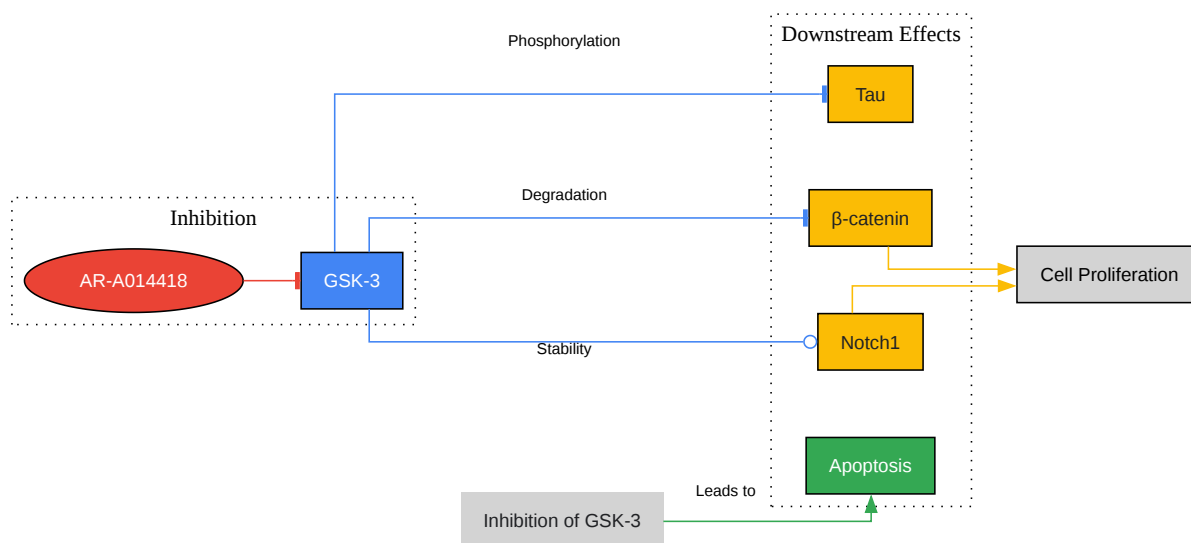 Phosphorylation
Downstream Effects
Tau
Degradation
Inhibition
β-catenin
AR-A014418
GSK-3
Cell Proliferation
Stability
Notch1
Apoptosis
Leads to
Inhibition of GSK-3